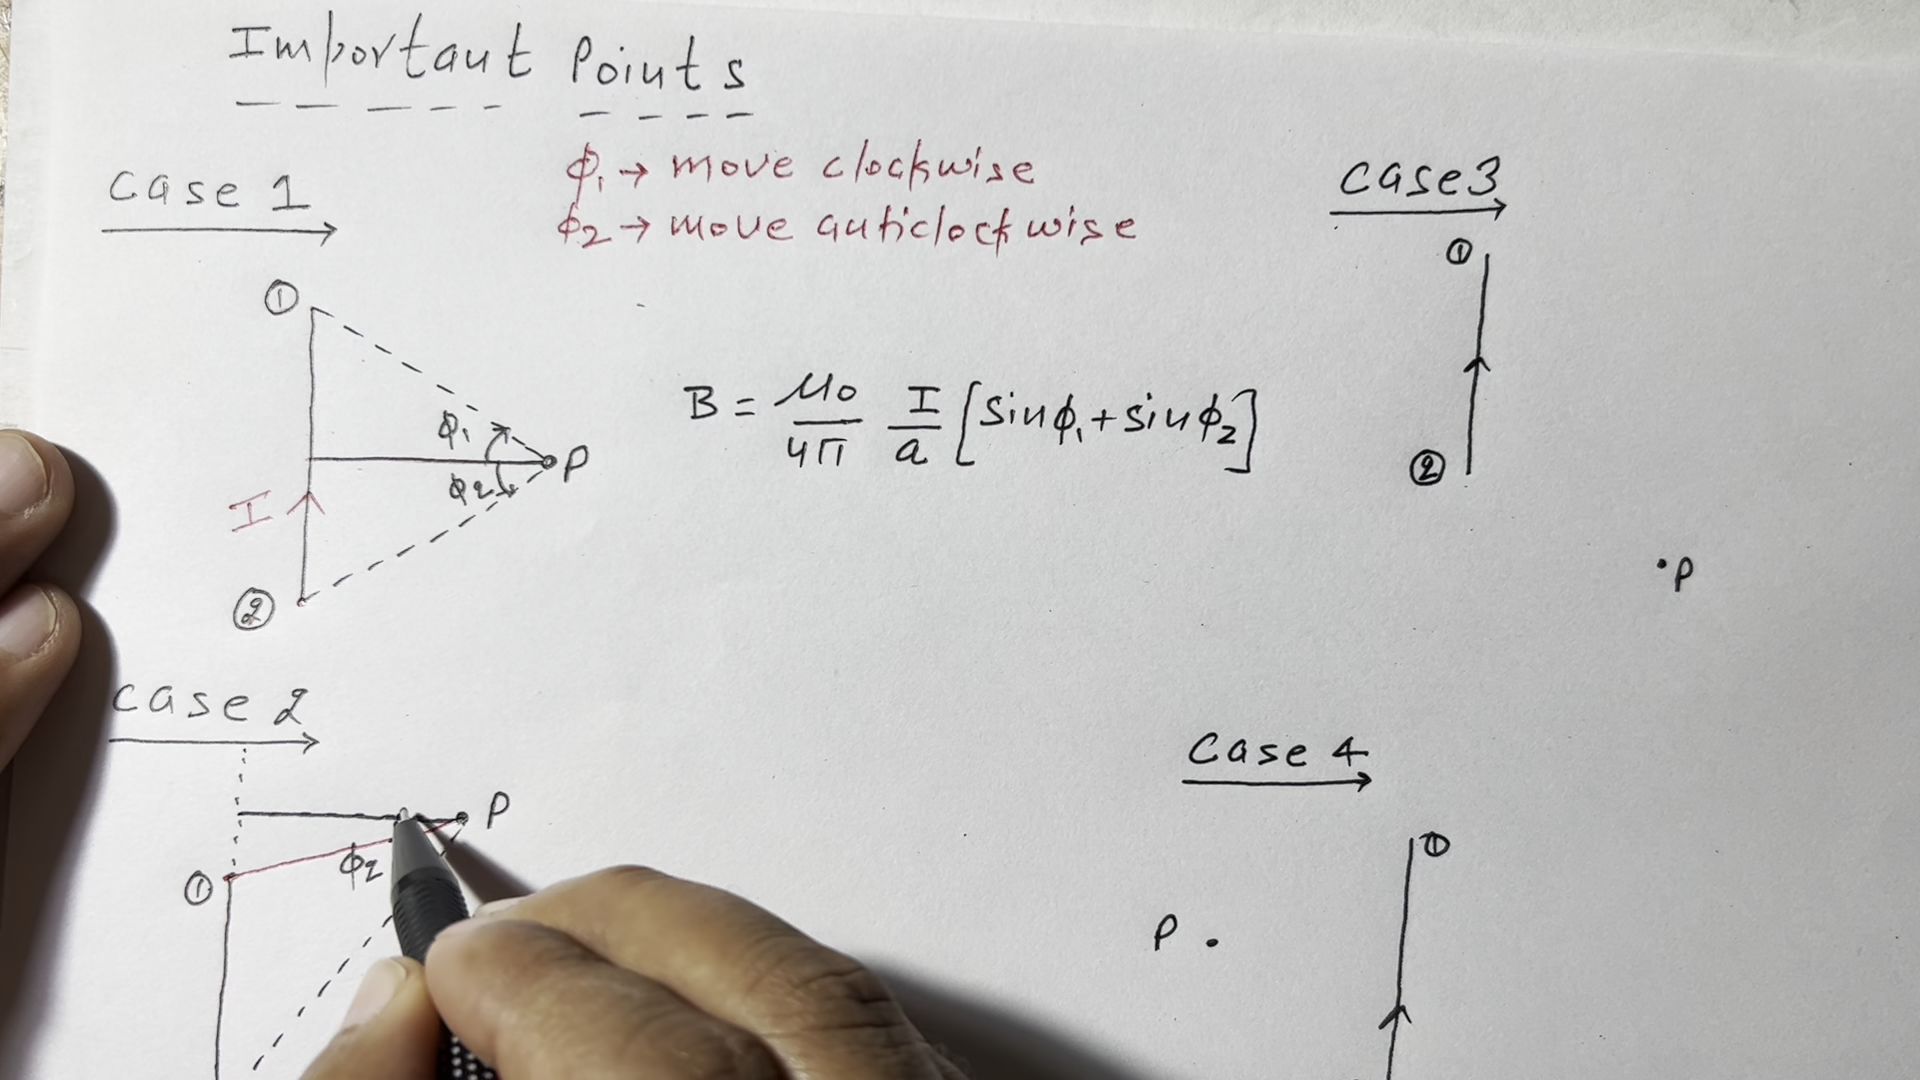 Important Points
Case 1
ϕ₁ → move clockwise
ϕ₂ → move anticlockwise
①
ϕ₁
P
ϕ₂
I
②
B = μ₀/4π I/a [sinϕ₁ + sinϕ₂]
Case 2
P
①
ϕ₂
Case3
①
②
P
Case 4
①
P